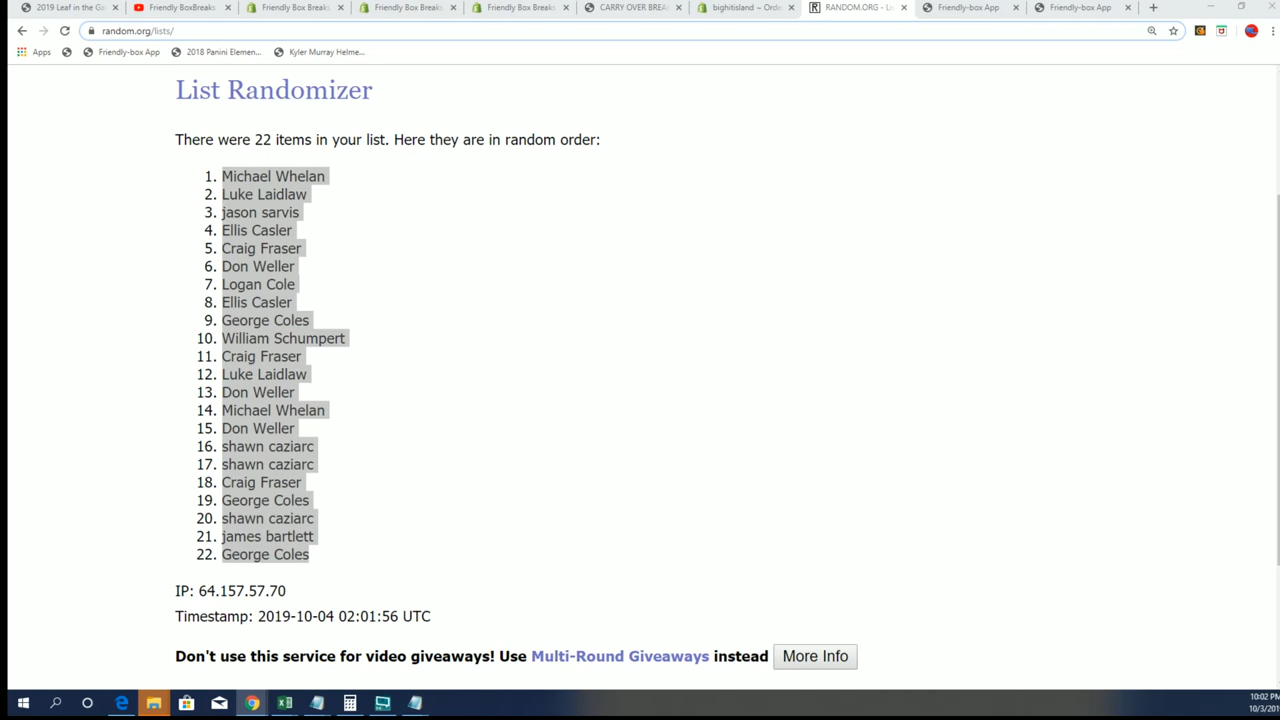 2019 Leaf in the Ga
Friendly BoxBreaks
Friendly Box Breaks
Friendly Box Breaks
Friendly Box Breaks
CARRY OVER BREA
bighitisland ~ Orde
RANDOM.ORG - Lis
Friendly-box App
Friendly-box App
random.org/lists/
Apps
Friendly-box App
2018 Panini Elemen...
Kyler Murray Helme...
List Randomizer
There were 22 items in your list. Here they are in random order:
1. Michael Whelan
2. Luke Laidlaw
3. jason sarvis
4. Ellis Casler
5. Craig Fraser
6. Don Weller
7. Logan Cole
8. Ellis Casler
9. George Coles
10. William Schumpert
11. Craig Fraser
12. Luke Laidlaw
13. Don Weller
14. Michael Whelan
15. Don Weller
16. shawn caziarc
17. shawn caziarc
18. Craig Fraser
19. George Coles
20. shawn caziarc
21. james bartlett
22. George Coles
IP: 64.157.57.70
Timestamp: 2019-10-04 02:01:56 UTC
Don't use this service for video giveaways! Use Multi-Round Giveaways instead More Info
10:02 PM
10/3/201